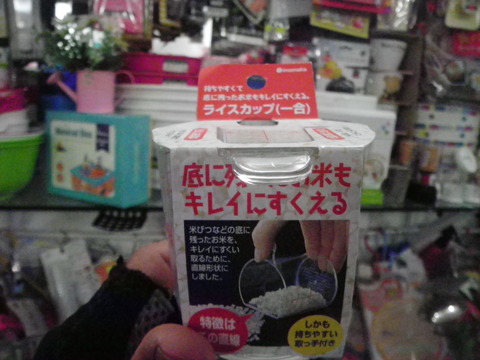 inomata
持ちやすくて
底に残ったお米もキレイにすくえる。
ライスカップ(一合)
底に残ったお米も
キレイにすくえる
米びつなどの底に
残ったお米を、
キレイにすくい
取るために、
直線形状に
しました。
特徴は
この直線
しかも
持ちやすい
取っ手付き